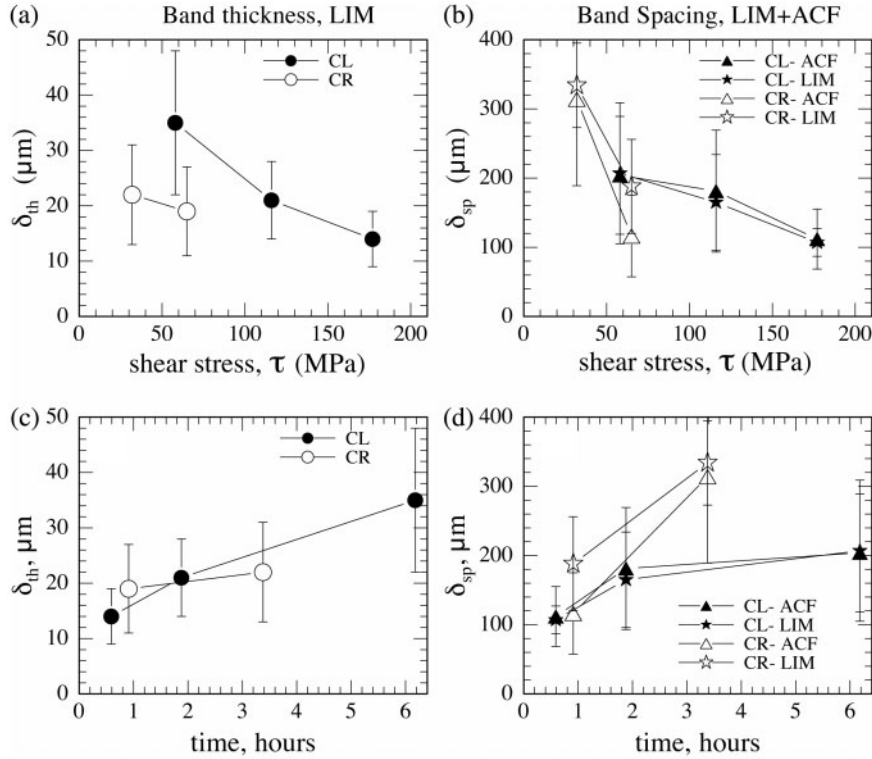 (a) Band thickness, LIM
50
40
30
20
10
0
δth (μm)
CL
CR
0 50 100 150 200
shear stress, τ (MPa)
(b) Band Spacing, LIM+ACF
400
300
200
100
0
δsp (μm)
CL- ACF
CL- LIM
CR- ACF
CR- LIM
0 50 100 150 200
shear stress, τ (MPa)
(c)
50
40
30
20
10
0
δth, μm
CL
CR
1 2 3 4 5 6
time, hours
(d)
400
300
200
100
0
δsp, μm
CL- ACF
CL- LIM
CR- ACF
CR- LIM
1 2 3 4 5 6
time, hours